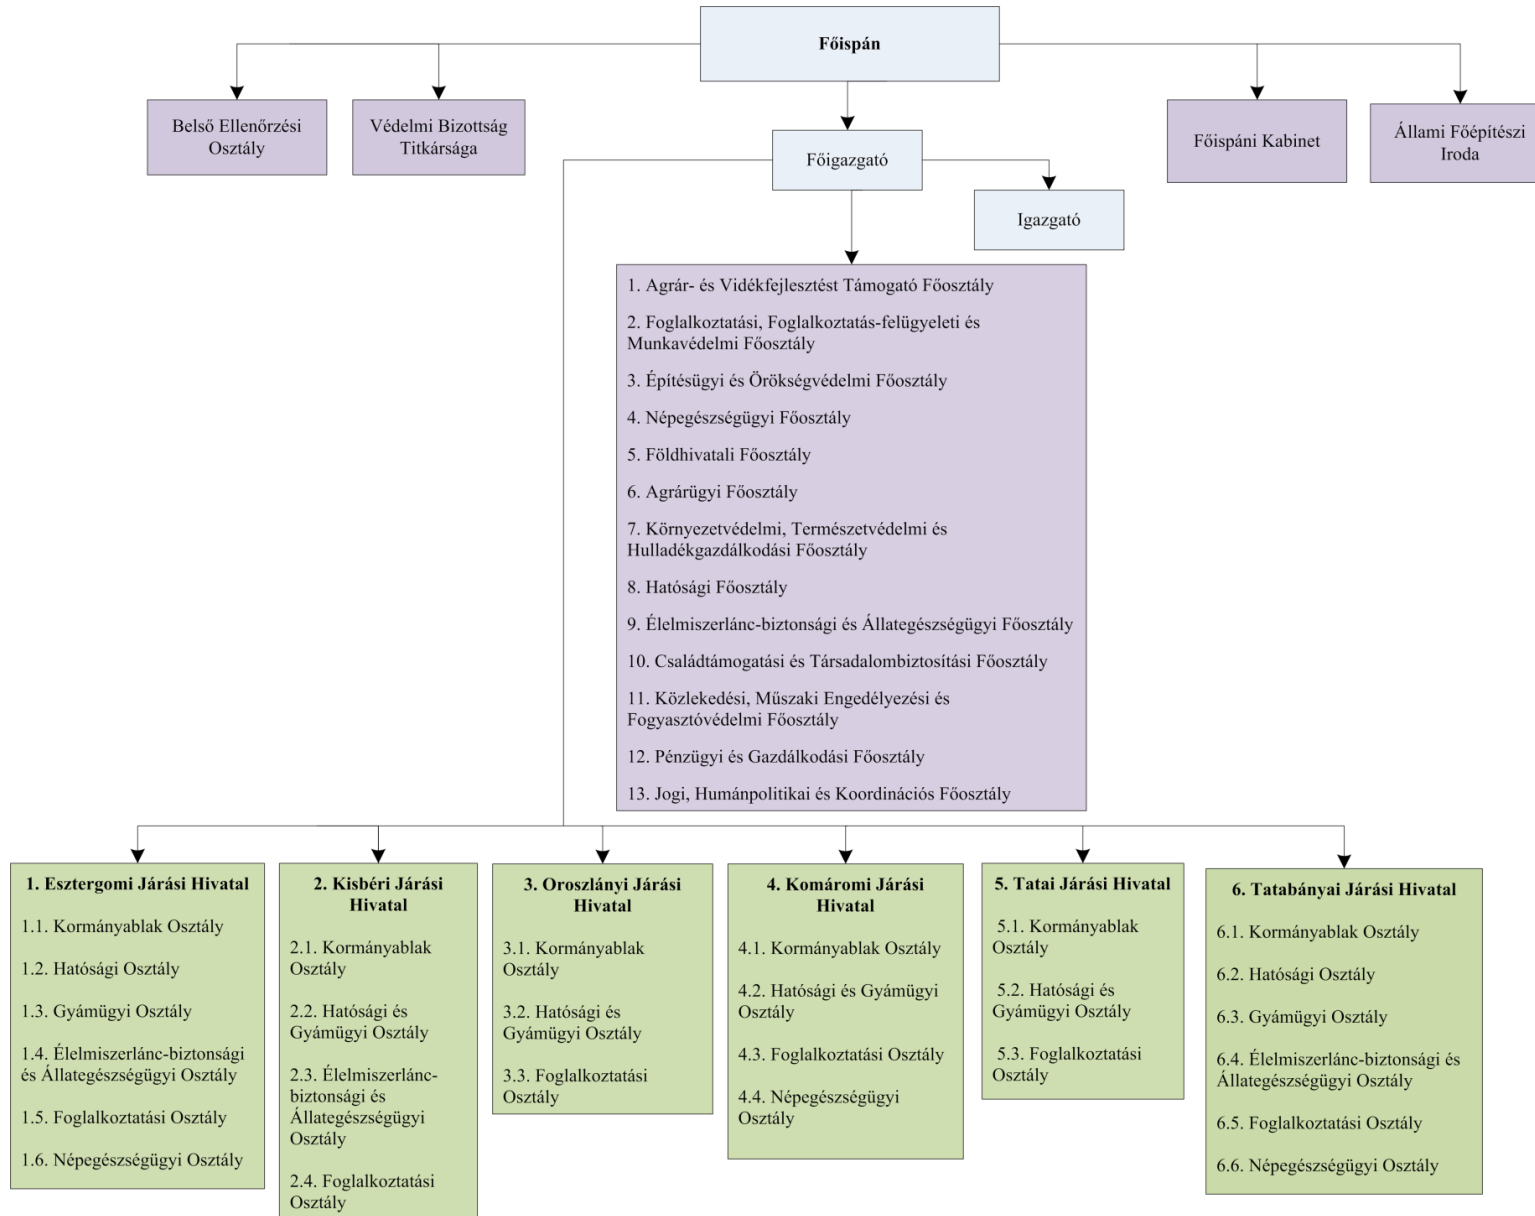 Főispán
Belső Ellenőrzési
Osztály
Védelmi Bizottság
Titkársága
Főispáni Kabinet
Állami Főépítészi
Iroda
Főigazgató
Igazgató
1. Agrár- és Vidékfejlesztést Támogató Főosztály
2. Foglalkoztatási, Foglalkoztatás-felügyeleti és
Munkavédelmi Főosztály
3. Építésügyi és Örökségvédelmi Főosztály
4. Népegészségügyi Főosztály
5. Földhivatali Főosztály
6. Agrárügyi Főosztály
7. Környezetvédelmi, Természetvédelmi és
Hulladékgazdálkodási Főosztály
8. Hatósági Főosztály
9. Élelmiszerlánc-biztonsági és Állategészségügyi Főosztály
10. Családtámogatási és Társadalombiztosítási Főosztály
11. Közlekedési, Műszaki Engedélyezési és
Fogyasztóvédelmi Főosztály
12. Pénzügyi és Gazdálkodási Főosztály
13. Jogi, Humánpolitikai és Koordinációs Főosztály
1. Esztergomi Járási Hivatal
1.1. Kormányablak Osztály
1.2. Hatósági Osztály
1.3. Gyámügyi Osztály
1.4. Élelmiszerlánc-biztonsági
és Állategészségügyi Osztály
1.5. Foglalkoztatási Osztály
1.6. Népegészségügyi Osztály
2. Kisbéri Járási
Hivatal
2.1. Kormányablak
Osztály
2.2. Hatósági és
Gyámügyi Osztály
2.3. Élelmiszerlánc-
biztonsági és
Állategészségügyi
Osztály
2.4. Foglalkoztatási
Osztály
3. Oroszlányi Járási
Hivatal
3.1. Kormányablak
Osztály
3.2. Hatósági és
Gyámügyi Osztály
3.3. Foglalkoztatási
Osztály
4. Komáromi Járási
Hivatal
4.1. Kormányablak Osztály
4.2. Hatósági és Gyámügyi
Osztály
4.3. Foglalkoztatási Osztály
4.4. Népegészségügyi
Osztály
5. Tatai Járási Hivatal
5.1. Kormányablak
Osztály
5.2. Hatósági és
Gyámügyi Osztály
5.3. Foglalkoztatási
Osztály
6. Tatabányai Járási Hivatal
6.1. Kormányablak Osztály
6.2. Hatósági Osztály
6.3. Gyámügyi Osztály
6.4. Élelmiszerlánc-biztonsági és
Állategészségügyi Osztály
6.5. Foglalkoztatási Osztály
6.6. Népegészségügyi Osztály